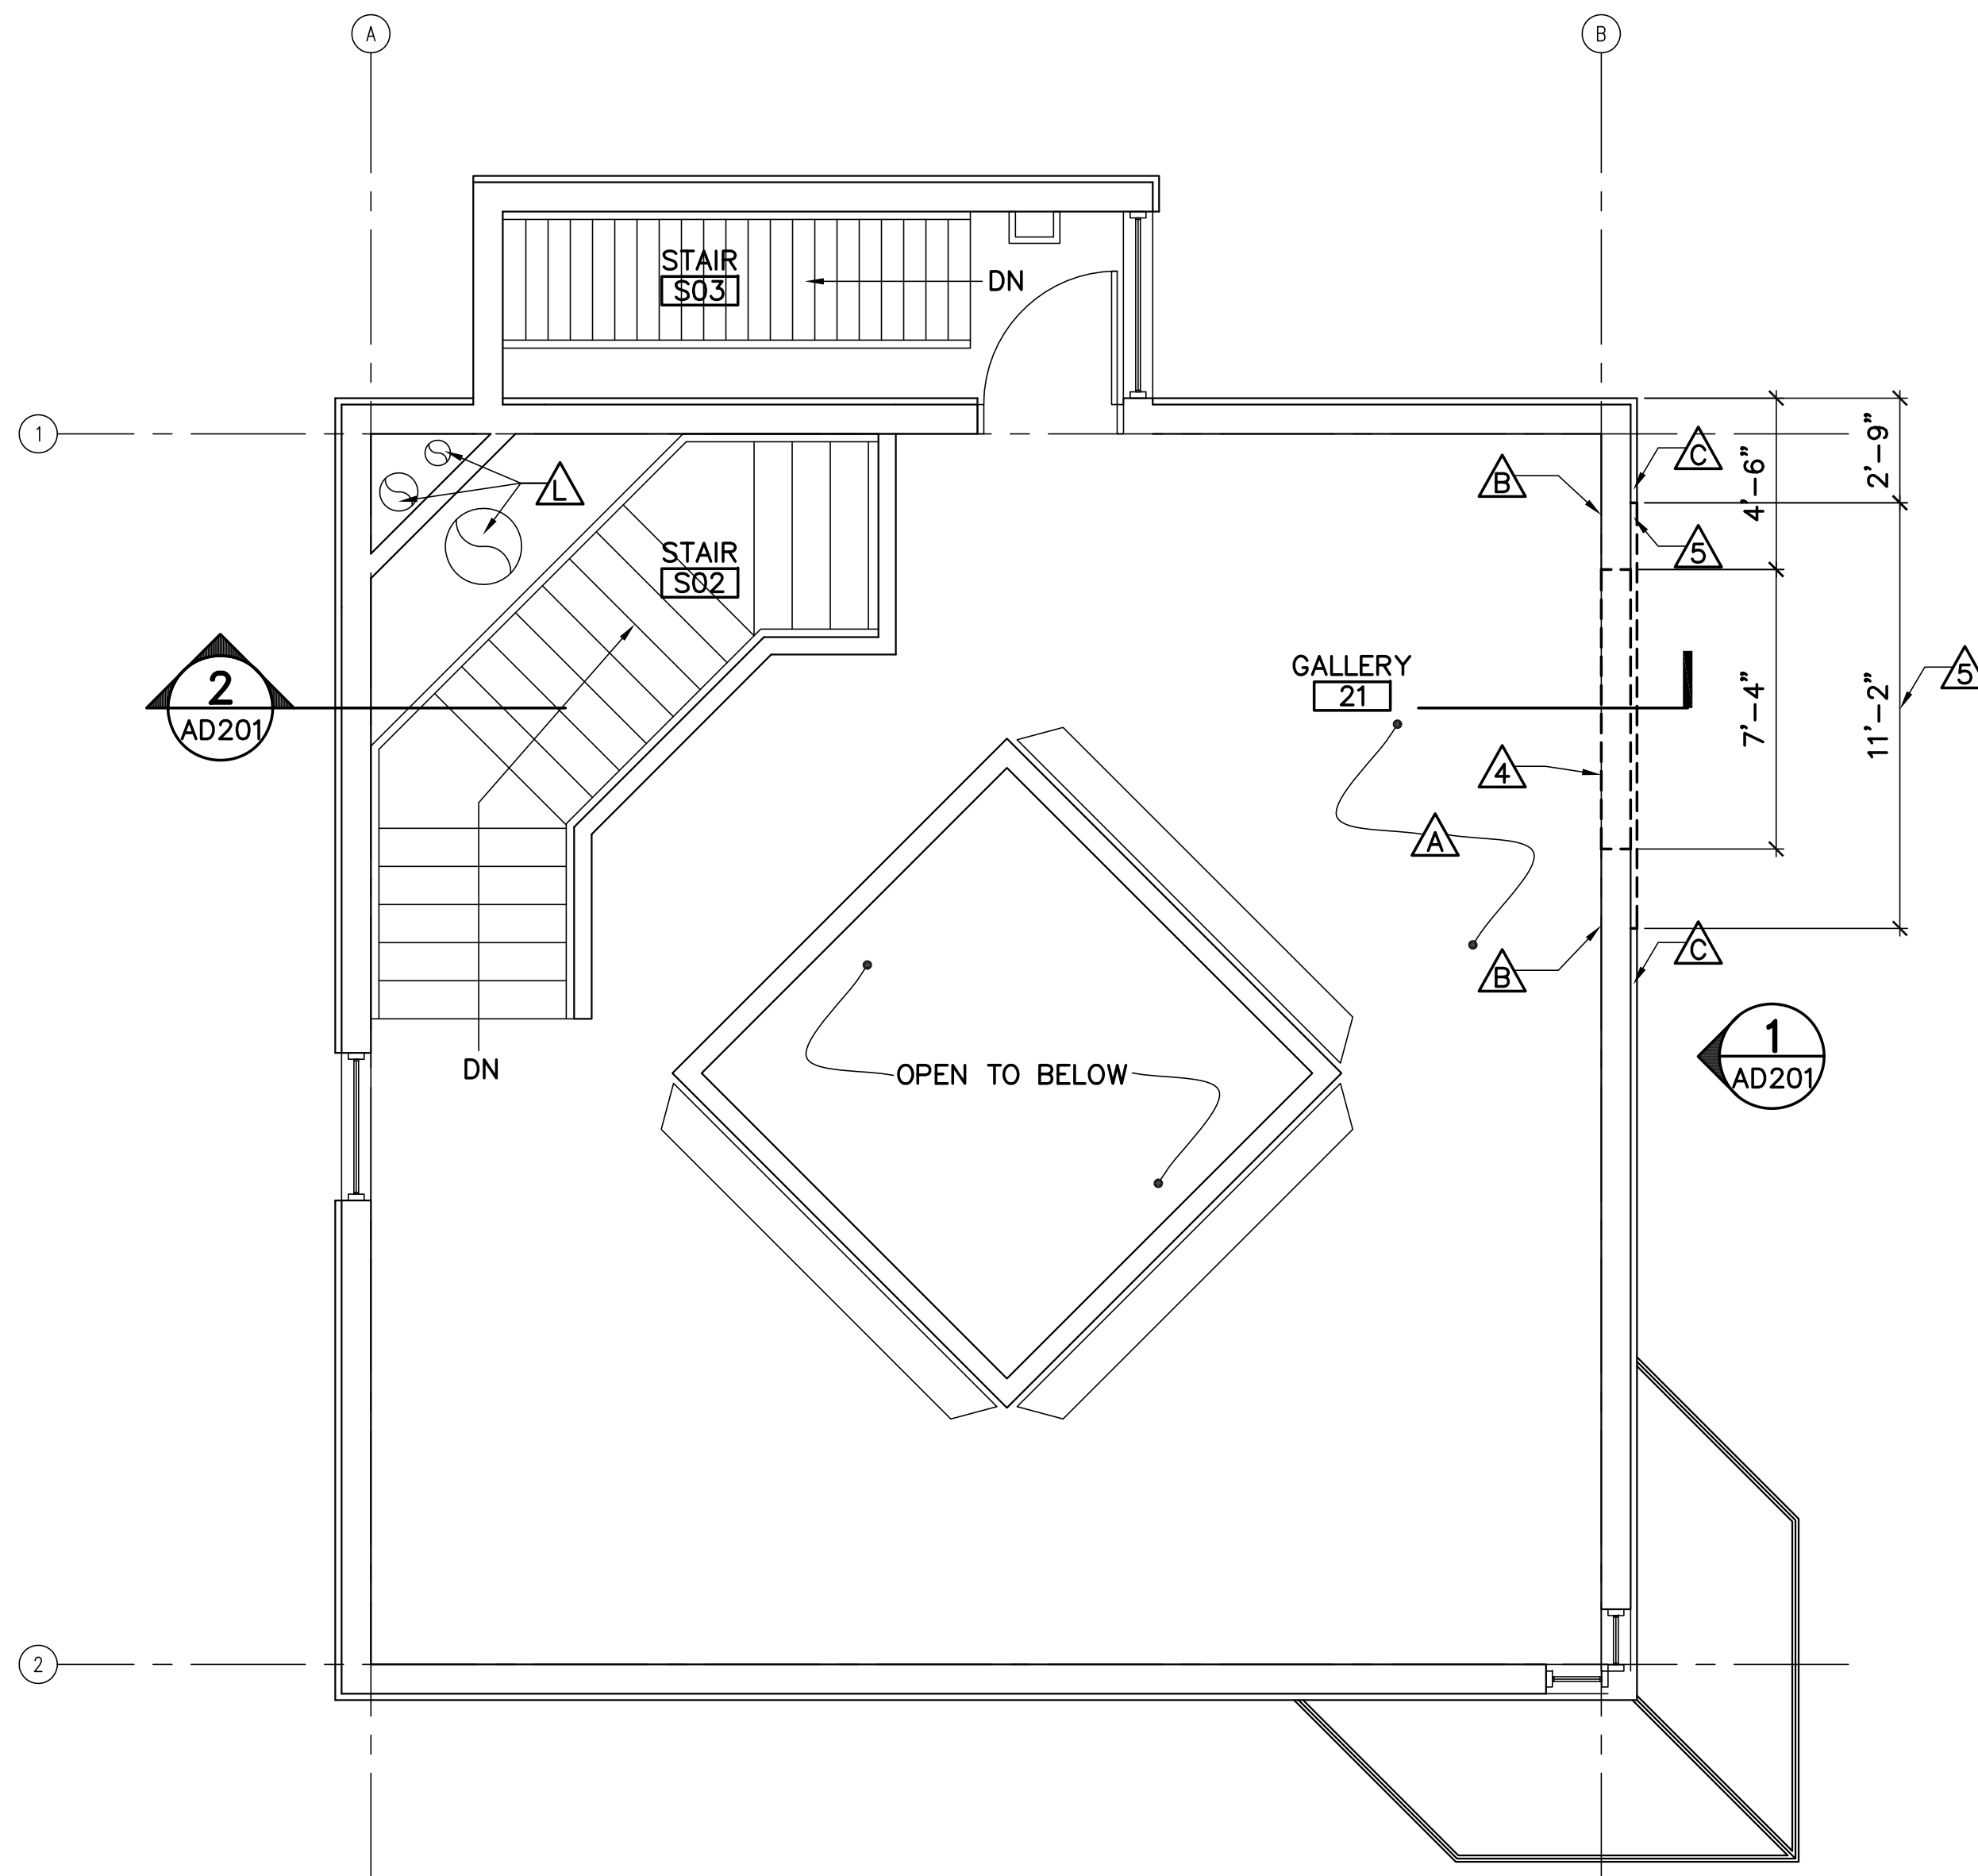 A
B
STAIR
S03
DN
1
2'-9"
C
4'-6"
B
L
5
STAIR
S02
GALLERY
21
2
AD201
5
7'-4"
11'-2"
4
A
C
B
1
AD201
DN
OPEN TO BELOW
2